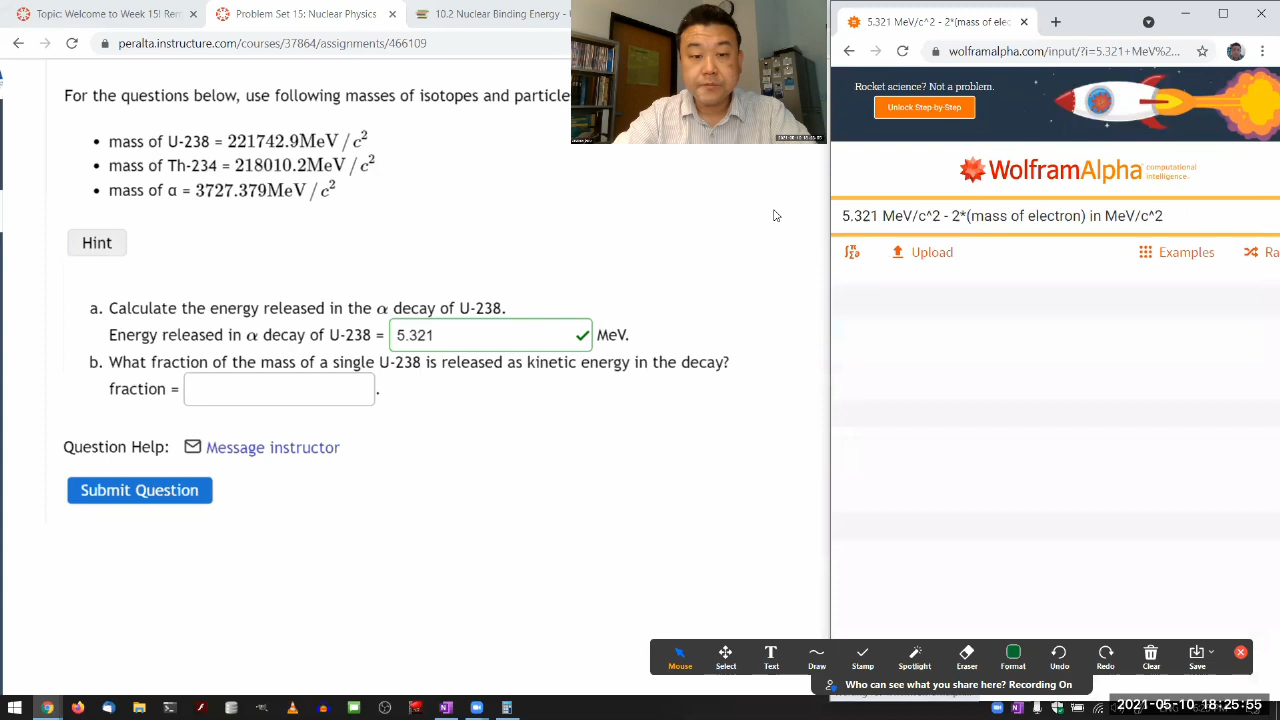 Topic: Welcome to Week
Problem Set 15: Nuclear Physics
10.2 Nuclear Binding Energy -
5.321 MeV/c^2 - 2*(mass of elec
peralta.instructure.com/courses/37864/assignments/466103
wolframalpha.com/input/?i=5.321+MeV%2...
Rocket science? Not a problem.
Unlock Step-by-Step
WolframAlpha computational intelligence.
5.321 MeV/c^2 - 2*(mass of electron) in MeV/c^2
Upload
Examples
Ra
For the questions below, use following masses of isotopes and particle
• mass of U-238 = 221742.9MeV/c²
• mass of Th-234 = 218010.2MeV/c²
• mass of α = 3727.379MeV/c²
Hint
a. Calculate the energy released in the α decay of U-238.
Energy released in α decay of U-238 = 5.321 MeV.
b. What fraction of the mass of a single U-238 is released as kinetic energy in the decay?
fraction = .
Question Help: Message instructor
Submit Question
Mouse Select Text Draw Stamp Spotlight Eraser Format Undo Redo Clear Save
Who can see what you share here? Recording On
2021-05-10 18:25:55